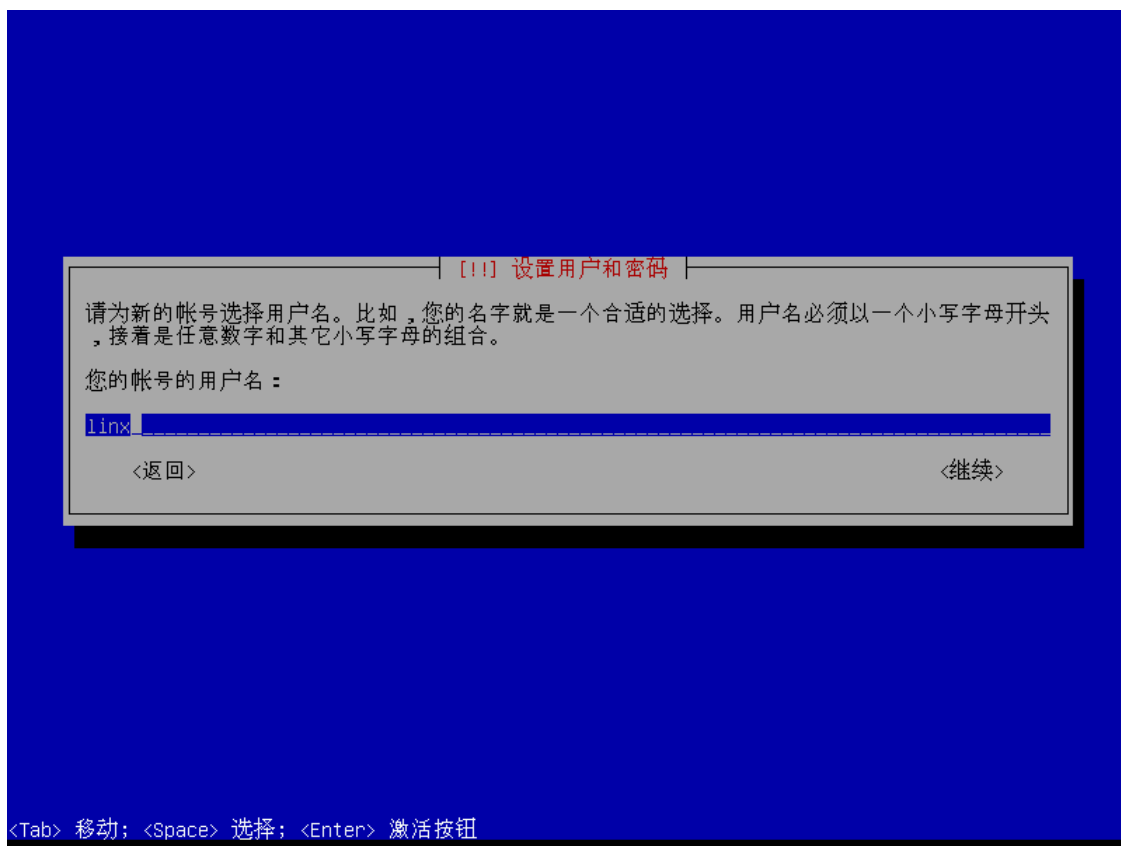 [!!] 设置用户和密码
请为新的帐号选择用户名。比如，您的名字就是一个合适的选择。用户名必须以一个小写字母开头
，接着是任意数字和其它小写字母的组合。
您的帐号的用户名：
linx
<返回> <继续>
<Tab> 移动; <Space> 选择; <Enter> 激活按钮